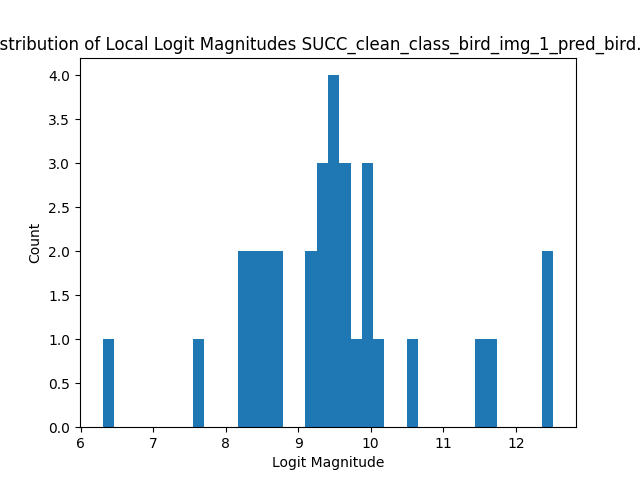 stribution of Local Logit Magnitudes SUCC_clean_class_bird_img_1_pred_bird.
4.0
3.5
3.0
2.5
2.0
1.5
1.0
0.5
0.0
Count
6 7 8 9 10 11 12
Logit Magnitude